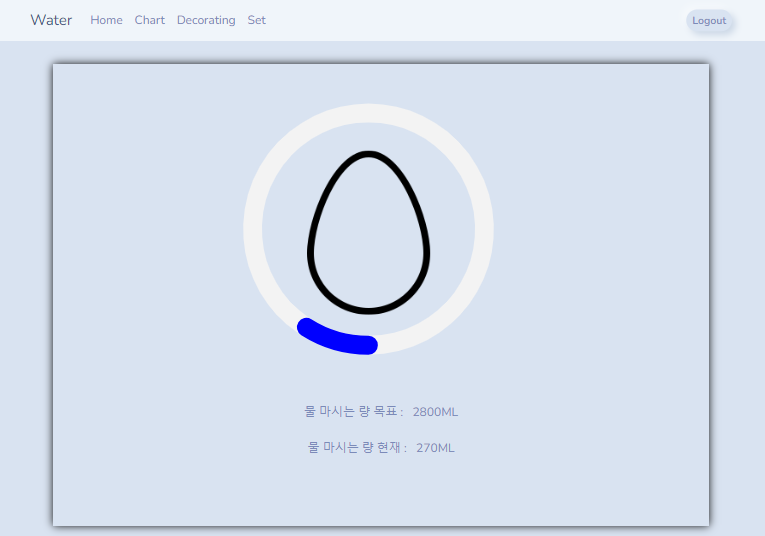 Water Home Chart Decorating Set Logout
물 마시는 량 목표 : 2800ML
물 마시는 량 현재 : 270ML